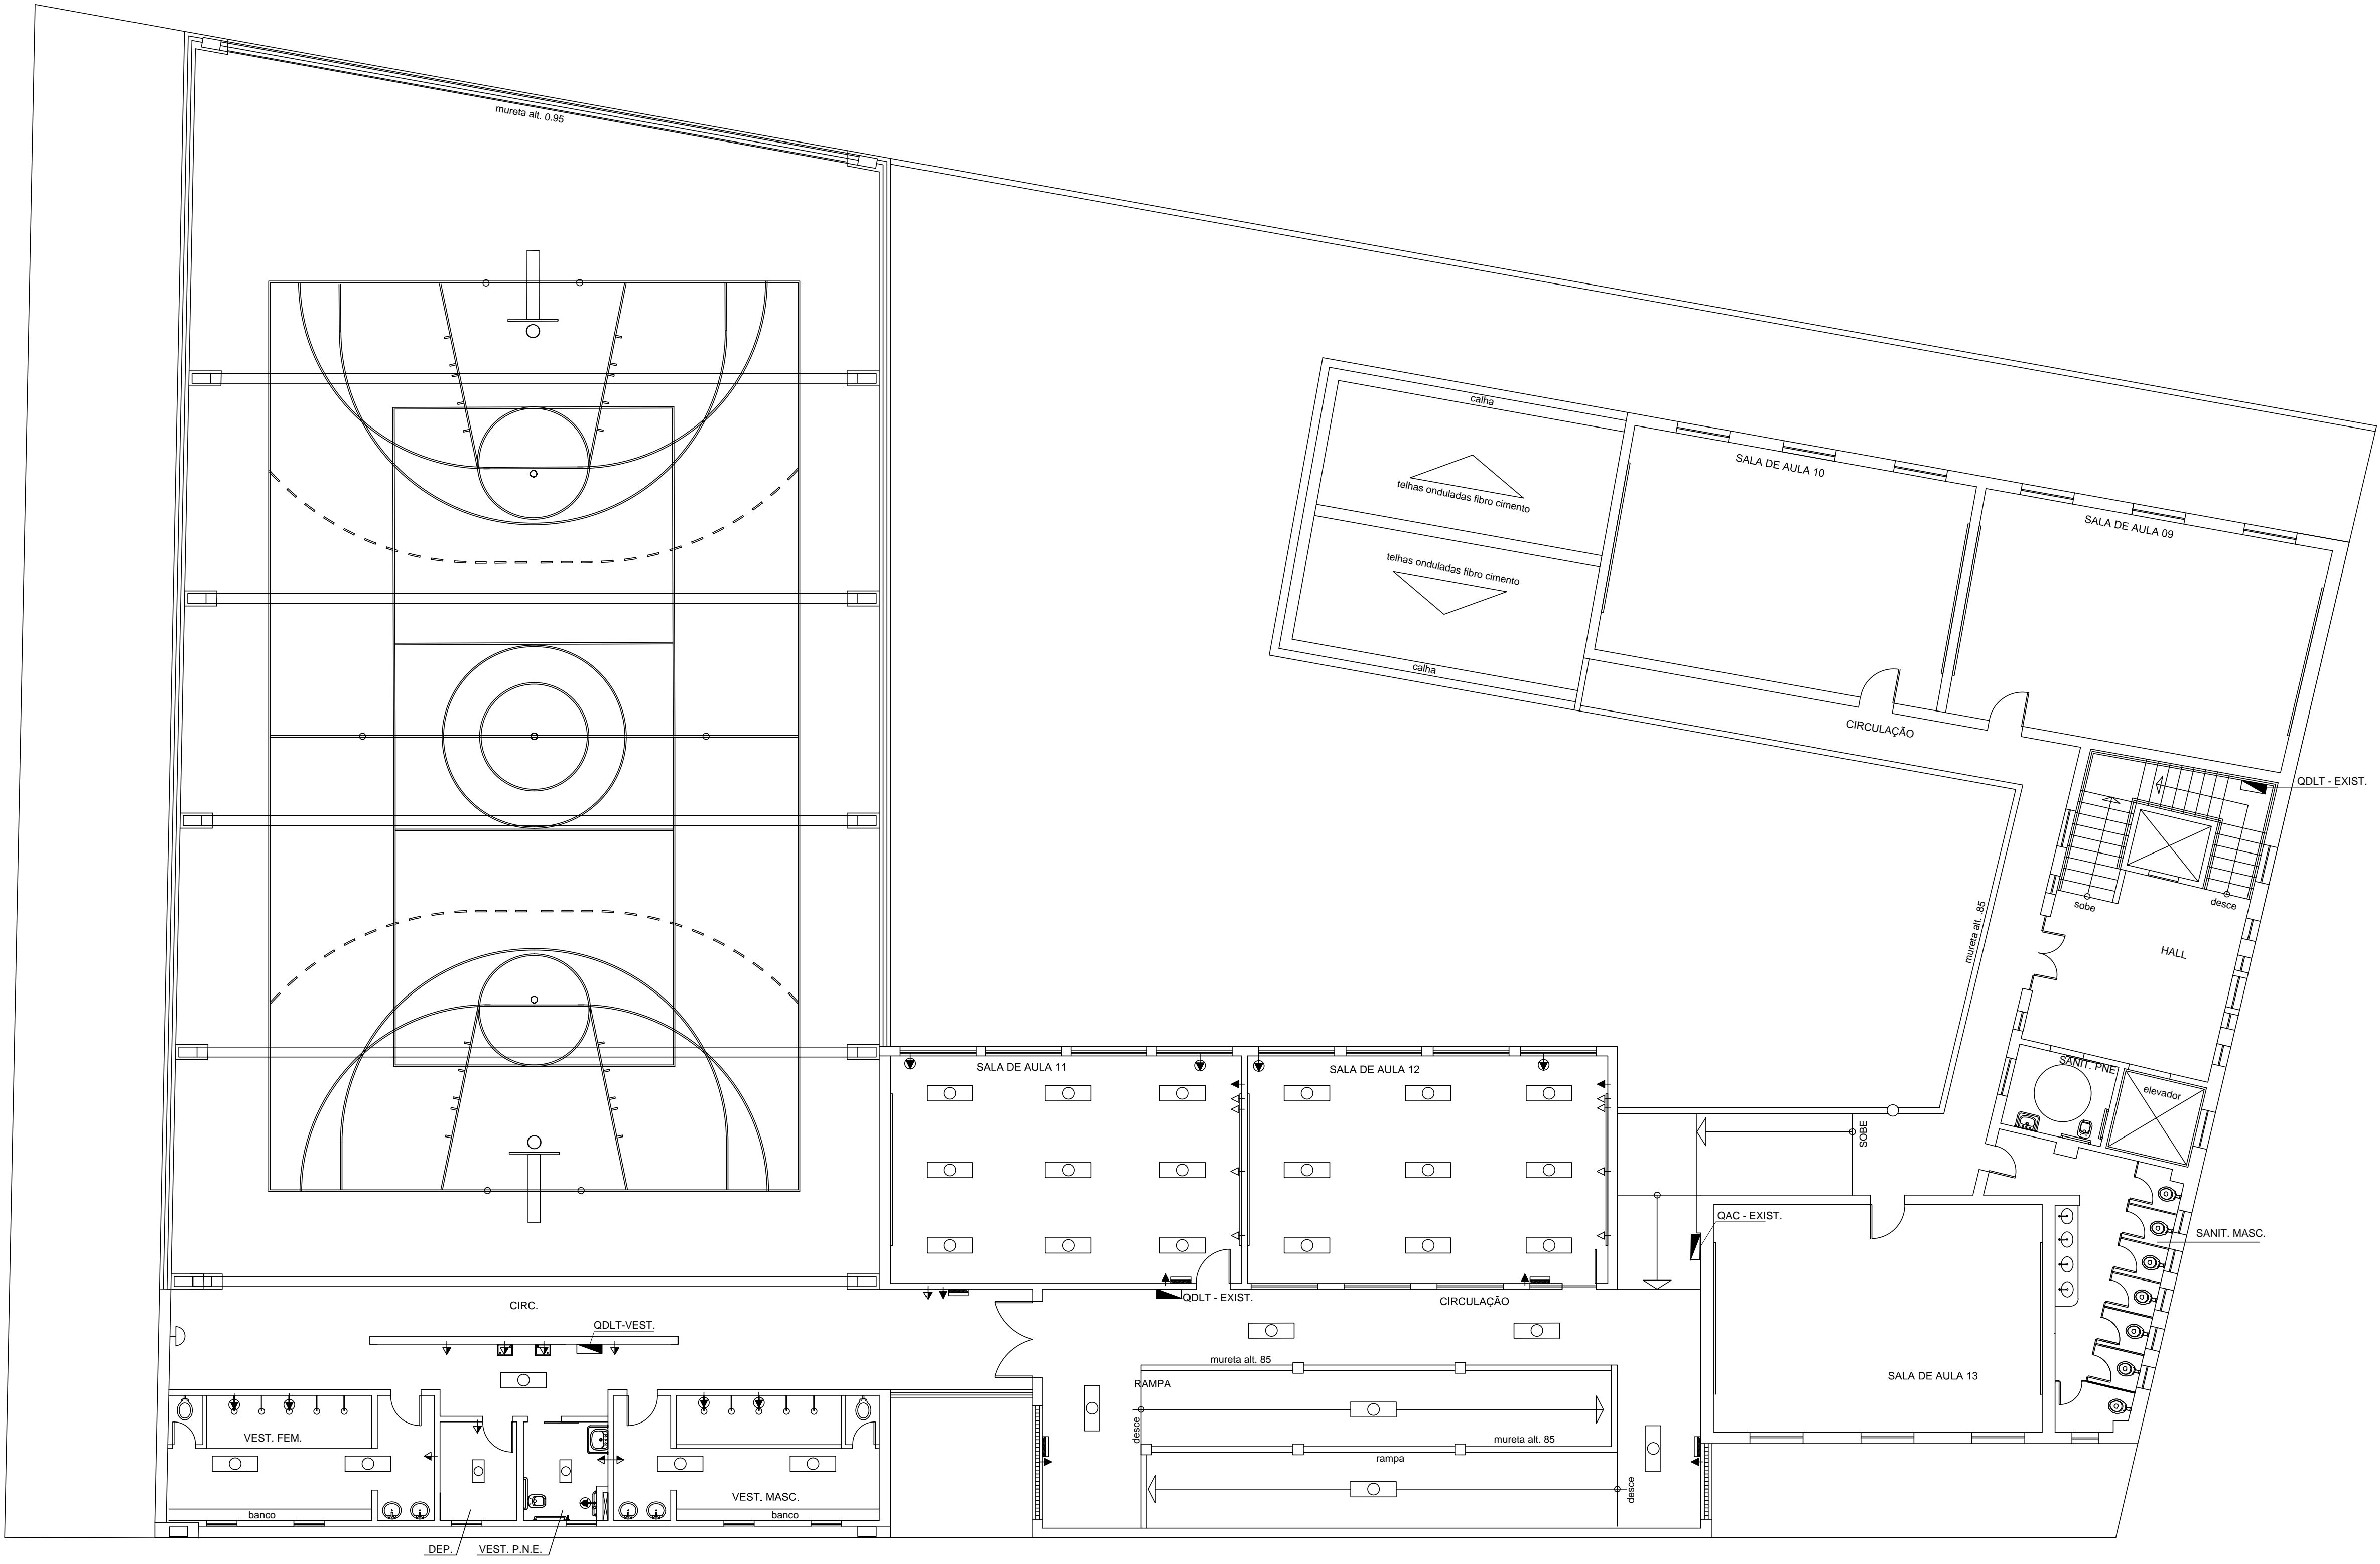 mureta alt. 0.95
calha
SALA DE AULA 10
telhas onduladas fibro cimento
SALA DE AULA 09
telhas onduladas fibro cimento
calha
CIRCULAÇÃO
QDLT - EXIST.
sobe
desce
mureta alt. .85
HALL
SALA DE AULA 11
SALA DE AULA 12
SANIT. PNE
elevador
SOBE
QAC - EXIST.
SANIT. MASC.
QDLT - EXIST.
CIRCULAÇÃO
CIRC.
QDLT-VEST.
mureta alt. 85
RAMPA
SALA DE AULA 13
desce
VEST. FEM.
mureta alt. 85
rampa
desce
VEST. MASC.
banco
banco
DEP.
VEST. P.N.E.